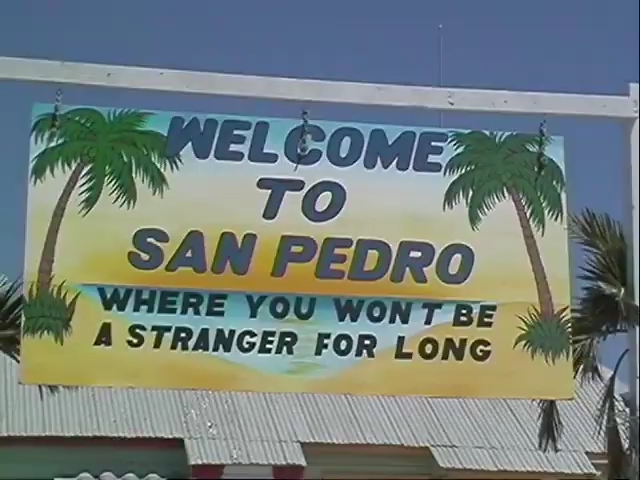 WELCOME
TO
SAN PEDRO
WHERE YOU WON'T BE
A STRANGER FOR LONG